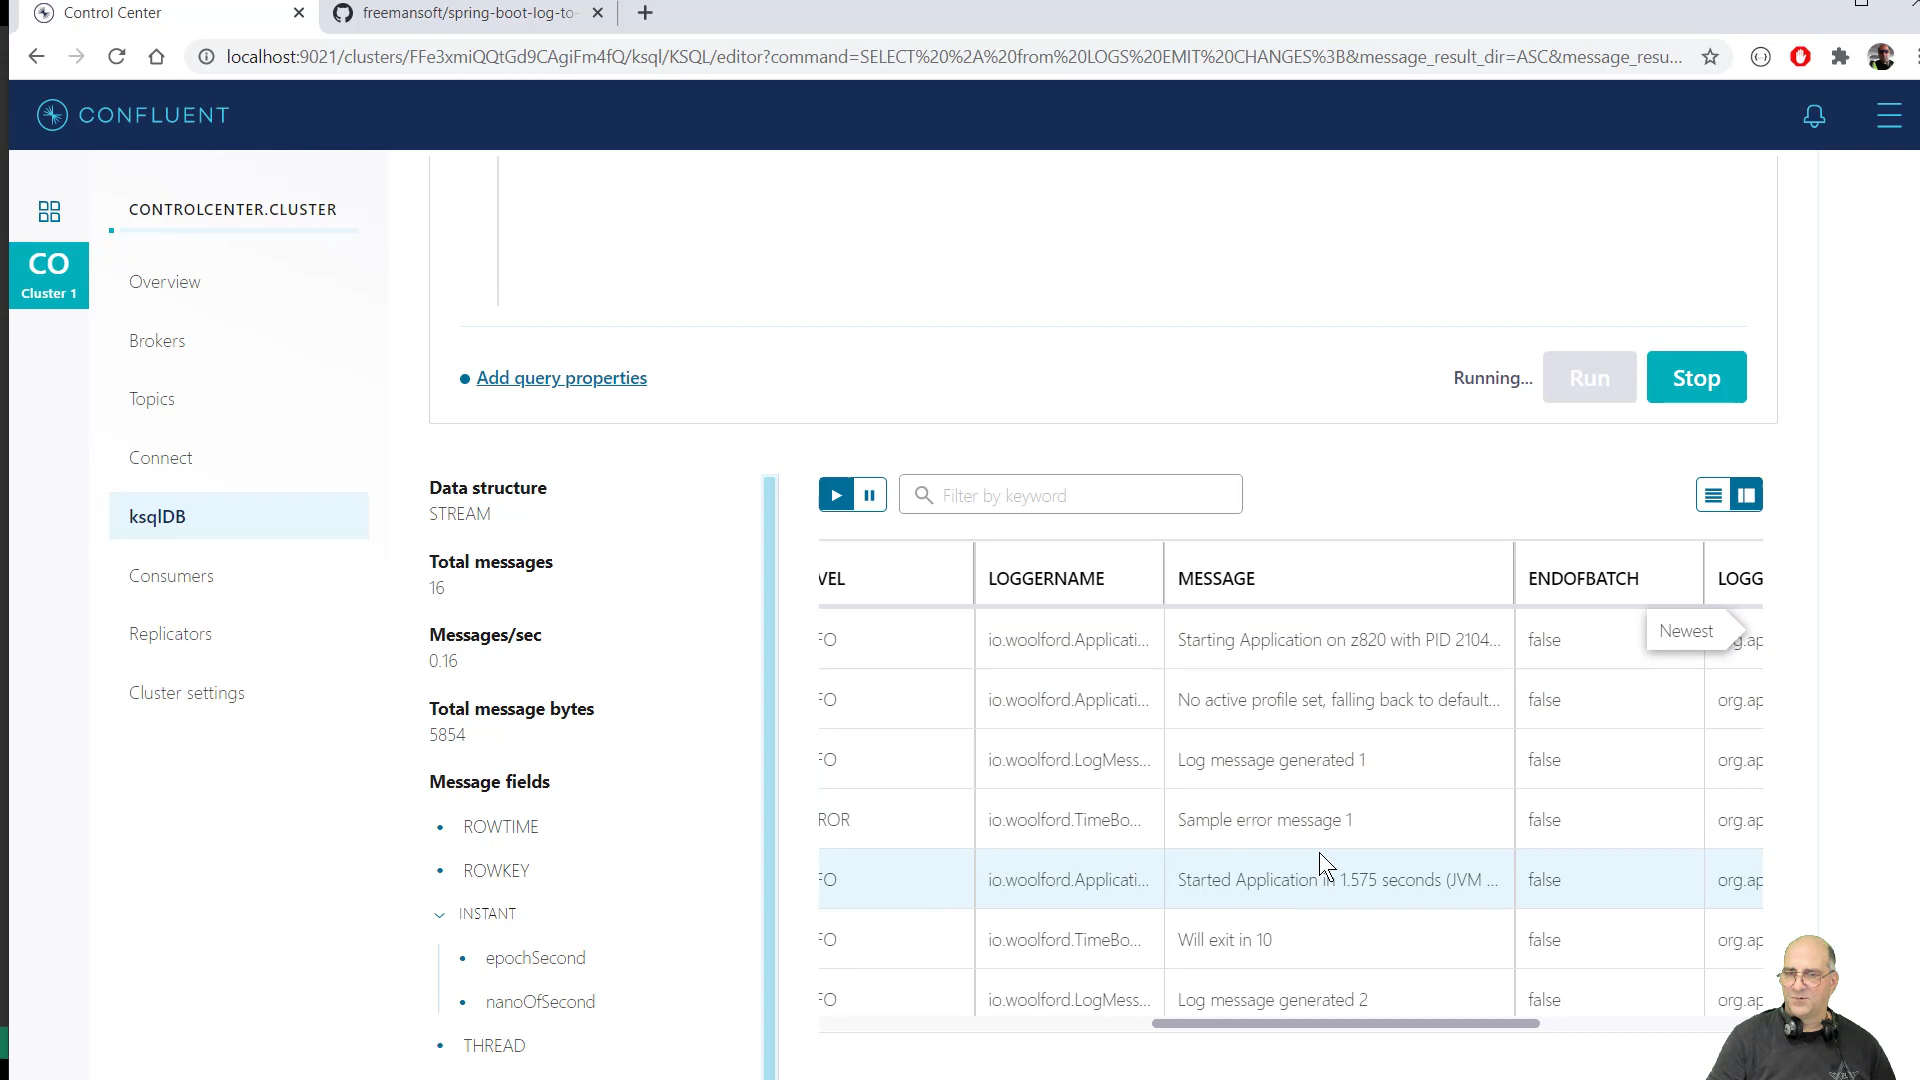 Control Center
freemansoft/spring-boot-log-to-
localhost:9021/clusters/FFe3xmiQQtGd9CAgiFm4fQ/ksql/KSQL/editor?command=SELECT%20%2A%20from%20LOGS%20EMIT%20CHANGES%3B&message_result_dir=ASC&message_resu...
CONFLUENT
CONTROLCENTER.CLUSTER
CO
Cluster 1
Overview
Brokers
Topics
Connect
ksqlDB
Consumers
Replicators
Cluster settings
Add query properties
Running...
Run
Stop
Data structure
STREAM
Total messages
16
Messages/sec
0.16
Total message bytes
5854
Message fields
ROWTIME
ROWKEY
INSTANT
epochSecond
nanoOfSecond
THREAD
Filter by keyword
VEL LOGGERNAME MESSAGE ENDOFBATCH LOGG
Newest
FO io.woolford.Applicati... Starting Application on z820 with PID 2104... false g.ap
FO io.woolford.Applicati... No active profile set, falling back to default... false org.ap
FO io.woolford.LogMess... Log message generated 1 false org.ap
ROR io.woolford.TimeBo... Sample error message 1 false org.ap
FO io.woolford.Applicati... Started Application in 1.575 seconds (JVM ... false org.ap
FO io.woolford.TimeBo... Will exit in 10 false org.ap
FO io.woolford.LogMess... Log message generated 2 false org.ap